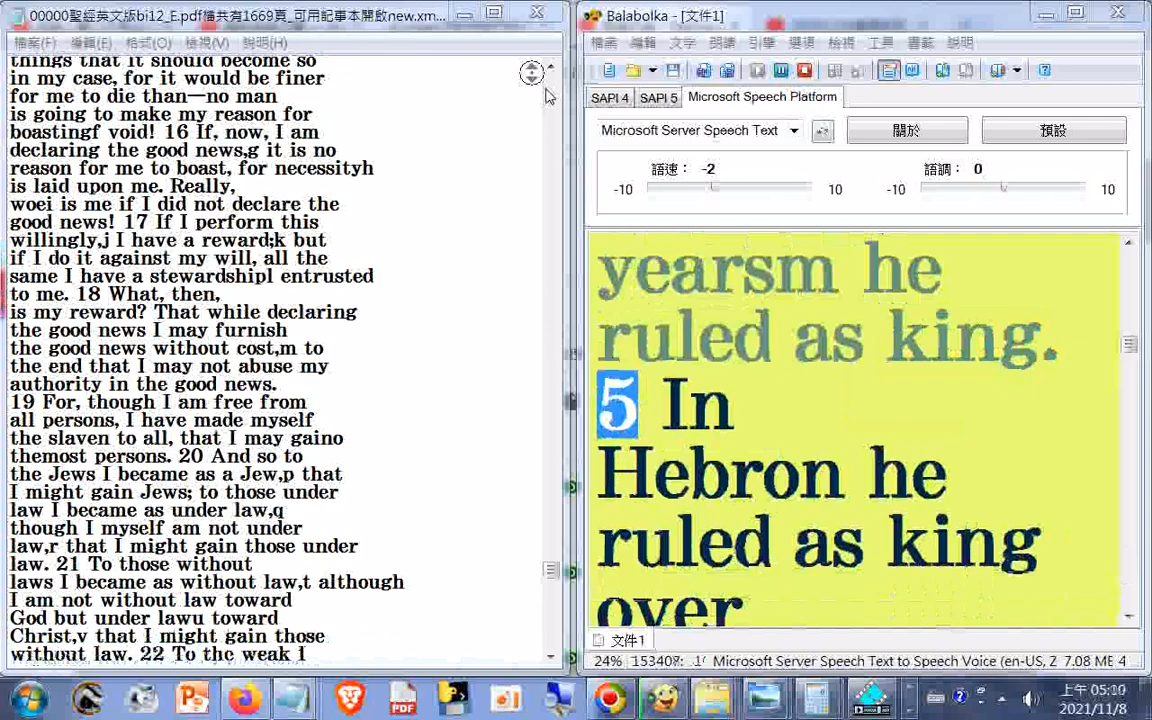 00000聖經英文版bi12_E.pdf檔共有1669頁_可用記事本開啟new.xm...
檔案(F) 編輯(E) 格式(O) 檢視(V) 說明(H)
things that it should become so
in my case, for it would be finer
for me to die than—no man
is going to make my reason for
boastingf void! 16 If, now, I am
declaring the good news,g it is no
reason for me to boast, for necessityh
is laid upon me. Really,
woei is me if I did not declare the
good news! 17 If I perform this
willingly,j I have a reward;k but
if I do it against my will, all the
same I have a stewardshipl entrusted
to me. 18 What, then,
is my reward? That while declaring
the good news I may furnish
the good news without cost,m to
the end that I may not abuse my
authority in the good news.
19 For, though I am free from
all persons, I have made myself
the slaven to all, that I may gaino
themost persons. 20 And so to
the Jews I became as a Jew,p that
I might gain Jews; to those under
law I became as under law,q
though I myself am not under
law,r that I might gain those under
law. 21 To those without
laws I became as without law,t although
I am not without law toward
God but under lawu toward
Christ,v that I might gain those
without law. 22 To the weak I
Balabolka - [文件1]
檔案 編輯 文字 朗讀 引擎 選項 檢視 工具 書籤 說明
SAPI 4 SAPI 5 Microsoft Speech Platform
Microsoft Server Speech Text 關於 預設
語速： -2 語調： 0
-10 10 -10 10
yearsm he
ruled as king.
5 In
Hebron he
ruled as king
over
文件1
24% Microsoft Server Speech Text to Speech Voice (en-US, 7.08 MB
PDF
上午 05:10
2021/11/8